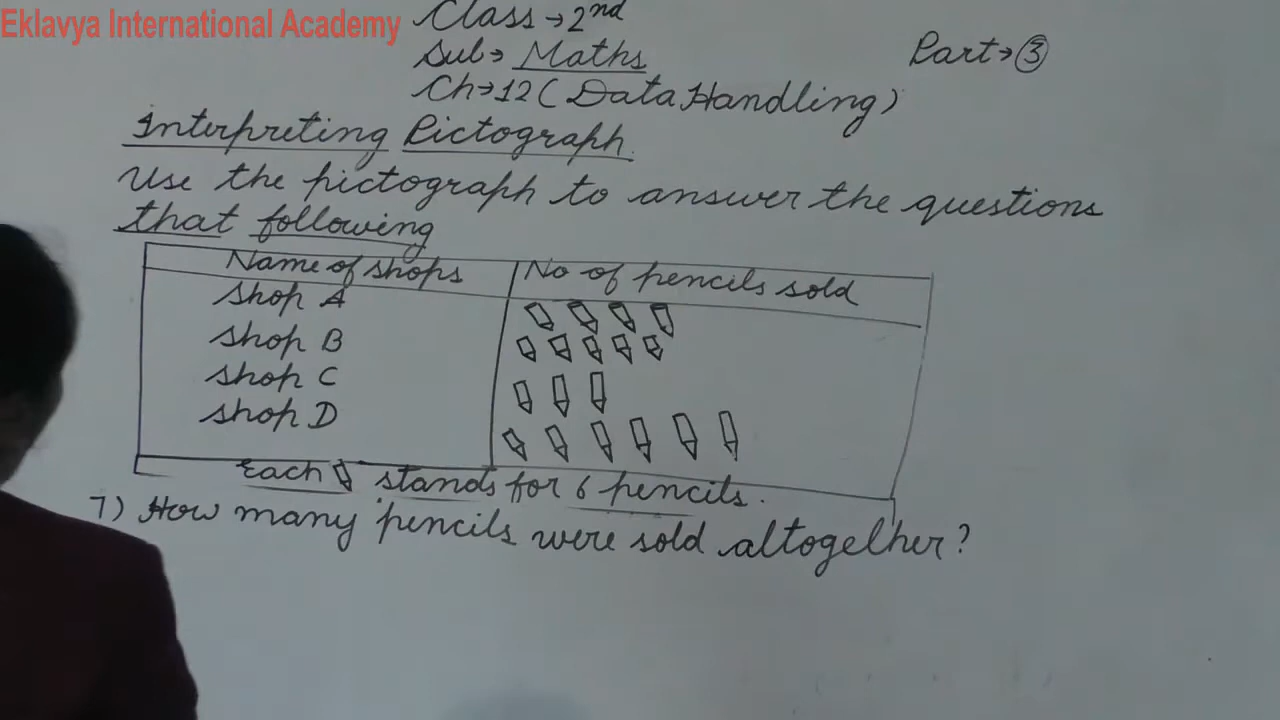 Eklavya International Academy
Class → 2nd
Sub → Maths
Part → 3
Ch → 12 ( Data Handling )
Interpreting Pictograph.
Use the pictograph to answer the questions
that following
Name of shops No of pencils sold
Shop A
Shop B
Shop C
Shop D
Each stands for 6 pencils.
7) How many pencils were sold altogether?